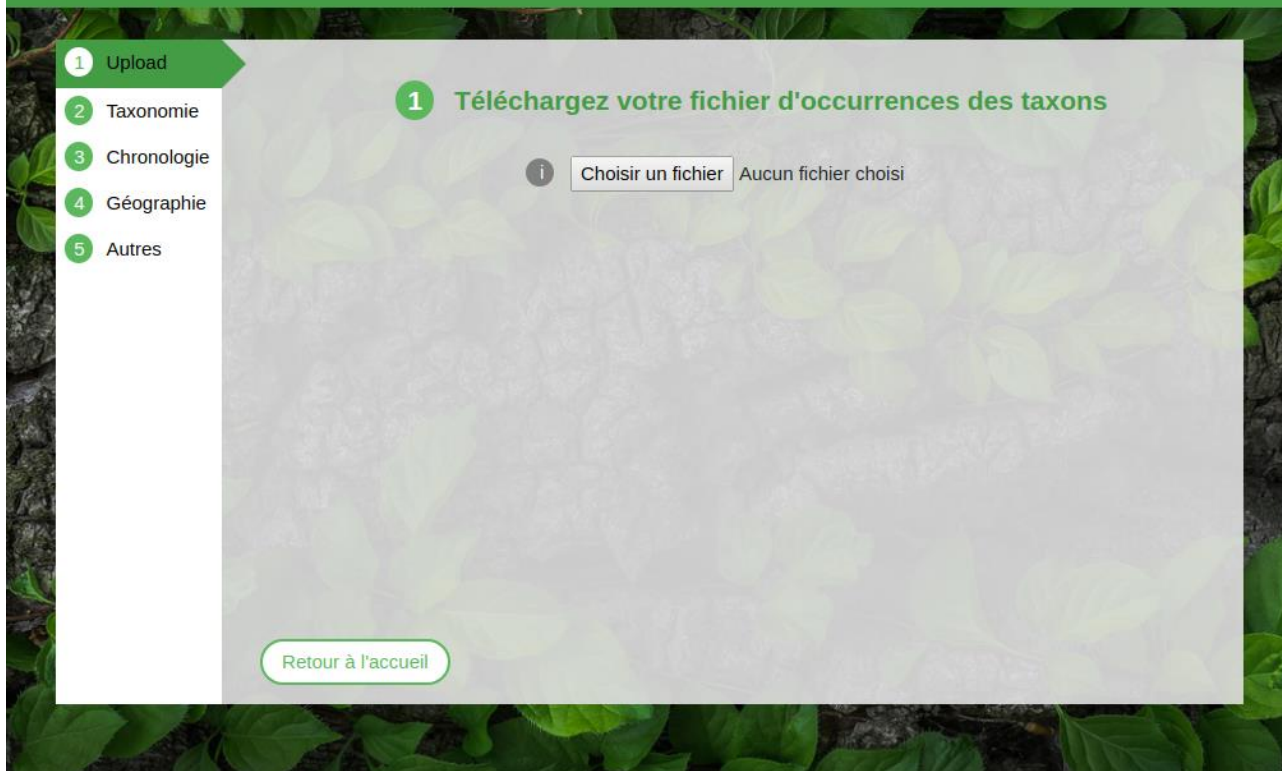 1 Upload
2 Taxonomie
3 Chronologie
4 Géographie
5 Autres
1 Téléchargez votre fichier d'occurrences des taxons
i Choisir un fichier Aucun fichier choisi
Retour à l'accueil